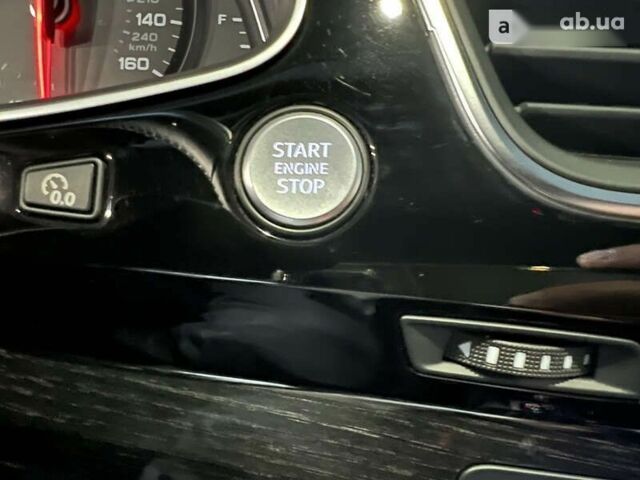 a ab.ua
140
F
240
km/h
160
START
ENGINE
STOP
0.0